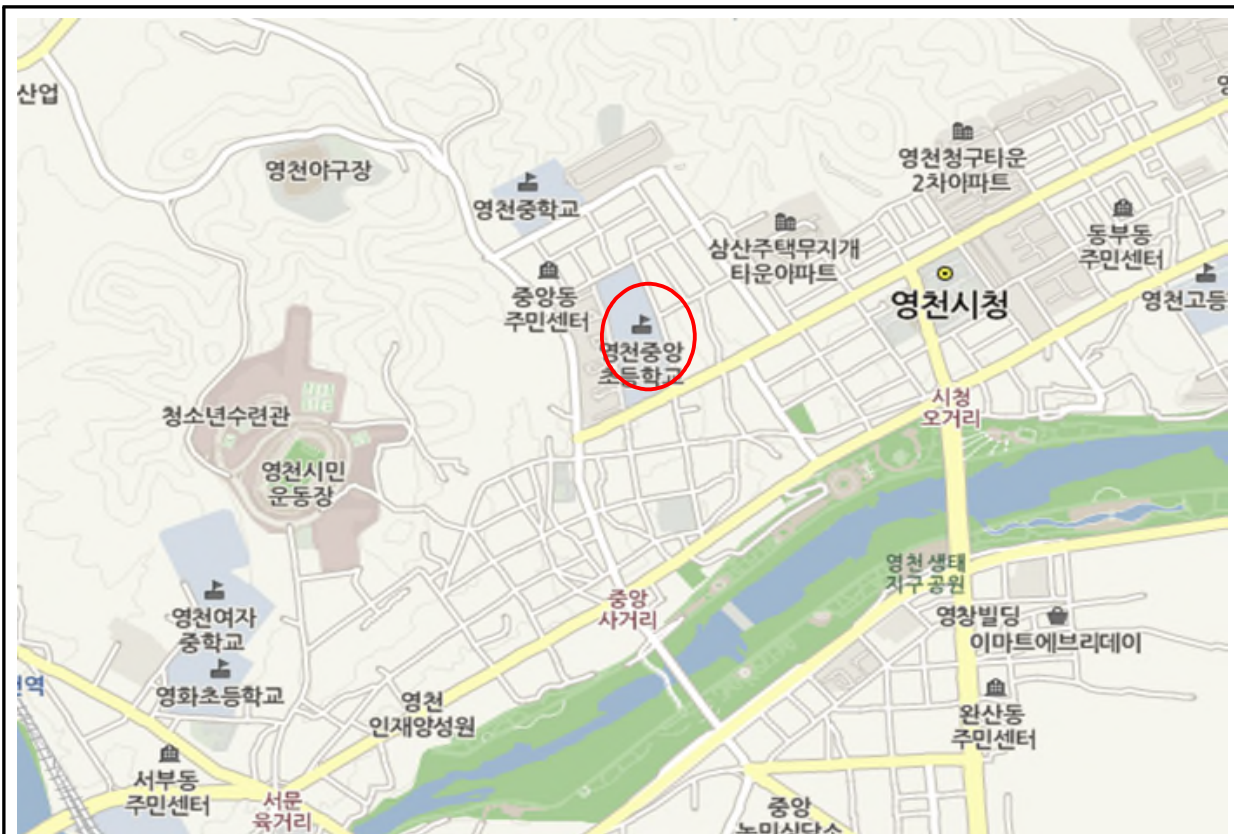 산업
영천야구장
영천중학교
영천청구타운
2차아파트
동부동
주민센터
삼산주택무지개
타운아파트
중앙동
주민센터
영천시청
영천고등
영천중앙
초등학교
청소년수련관
시청
오거리
영천시민
운동장
영천 생태
지구 공원
영천여자
중학교
중앙
사거리
영창빌딩
이마트에브리데이
영화초등학교
영천
인재양성원
완산동
주민센터
서부동
주민센터
서문
육거리
중앙
농민식당소